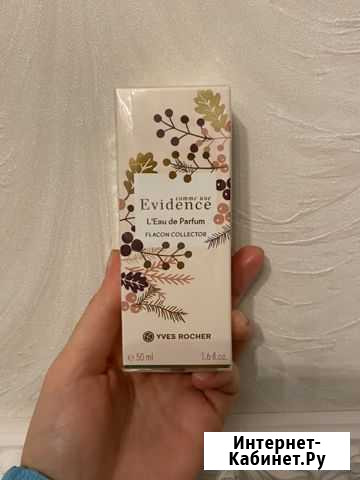 comme une
Evidence
L'Eau de Parfum
FLACON COLLECTOR
YVES ROCHER
℮ 50 ml 1.6 fl.oz.
Интернет-
Кабинет.Ру